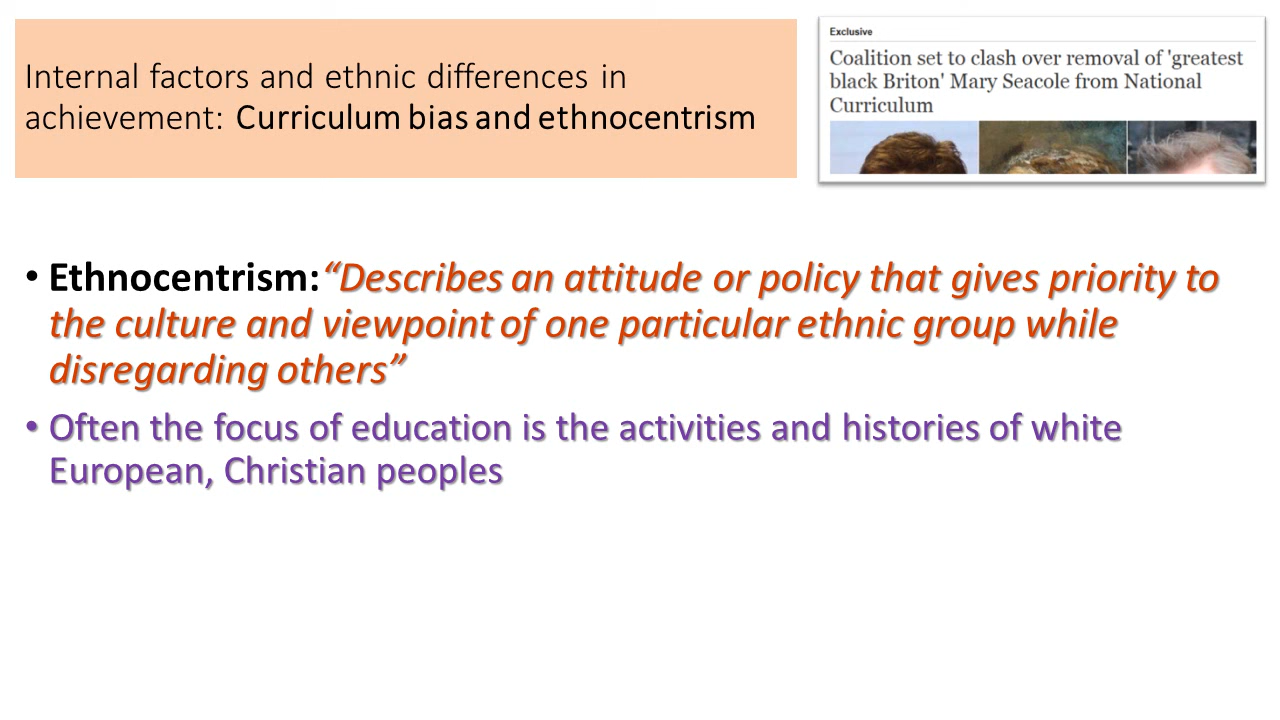 Internal factors and ethnic differences in
achievement: Curriculum bias and ethnocentrism
Exclusive
Coalition set to clash over removal of 'greatest
black Briton' Mary Seacole from National
Curriculum
• Ethnocentrism: “Describes an attitude or policy that gives priority to
the culture and viewpoint of one particular ethnic group while
disregarding others”
• Often the focus of education is the activities and histories of white
European, Christian peoples